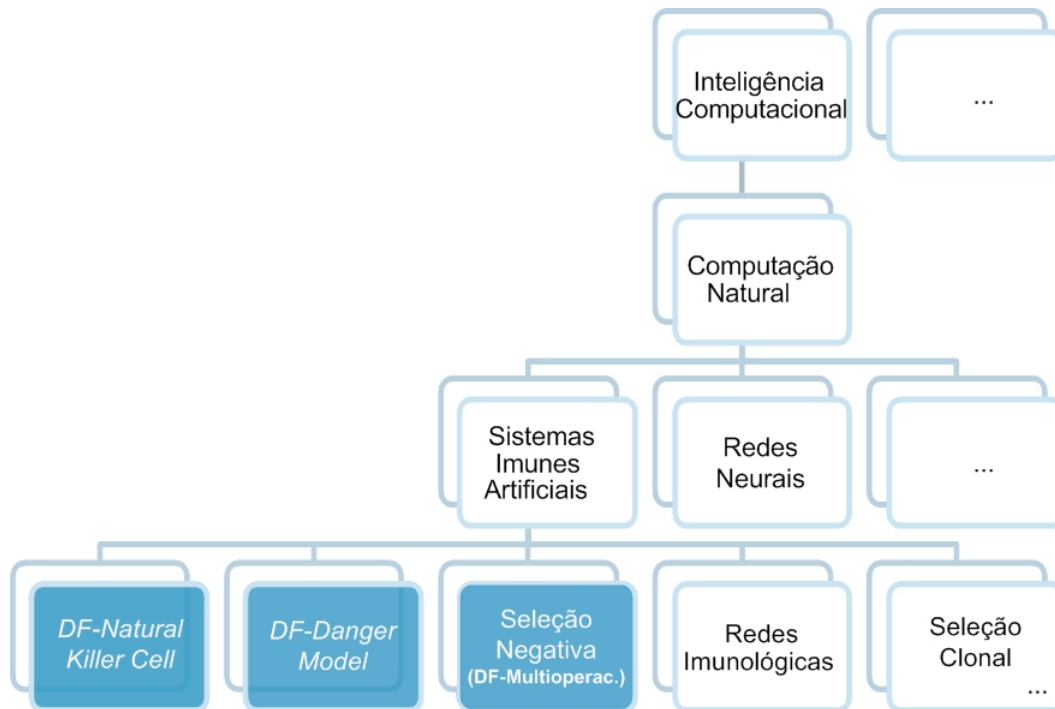 Inteligência
Computacional
...
Computação
Natural
Sistemas
Imunes
Artificiais
Redes
Neurais
...
DF-Natural
Killer Cell
DF-Danger
Model
Seleção
Negativa
(DF-Multioperac.)
Redes
Imunológicas
Seleção
Clonal
...